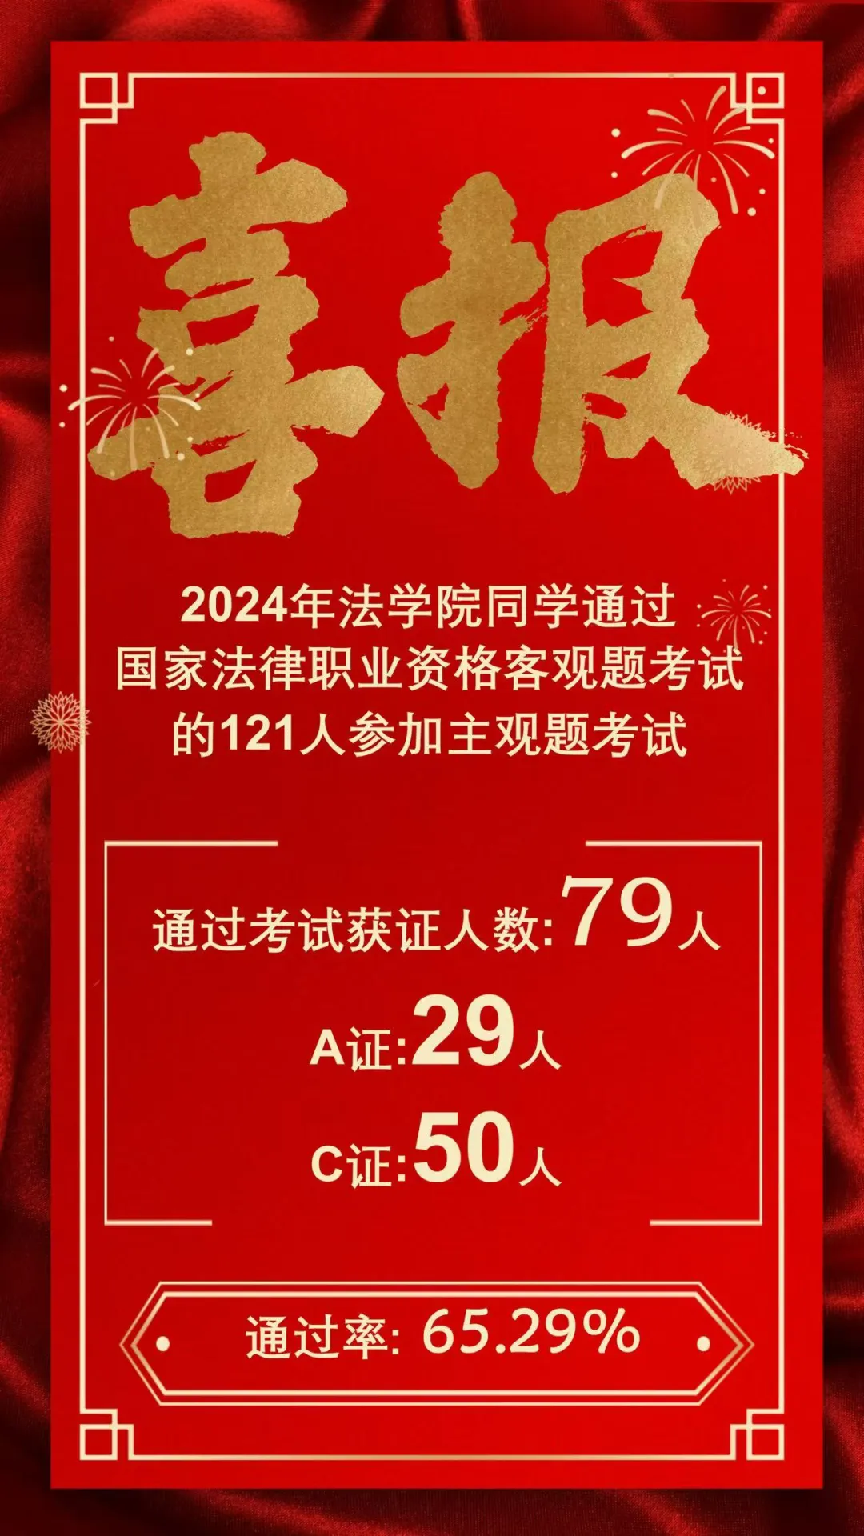 喜报
2024年法学院同学通过
国家法律职业资格客观题考试
的121人参加主观题考试
通过考试获证人数:79人
A证:29人
C证:50人
通过率: 65.29%